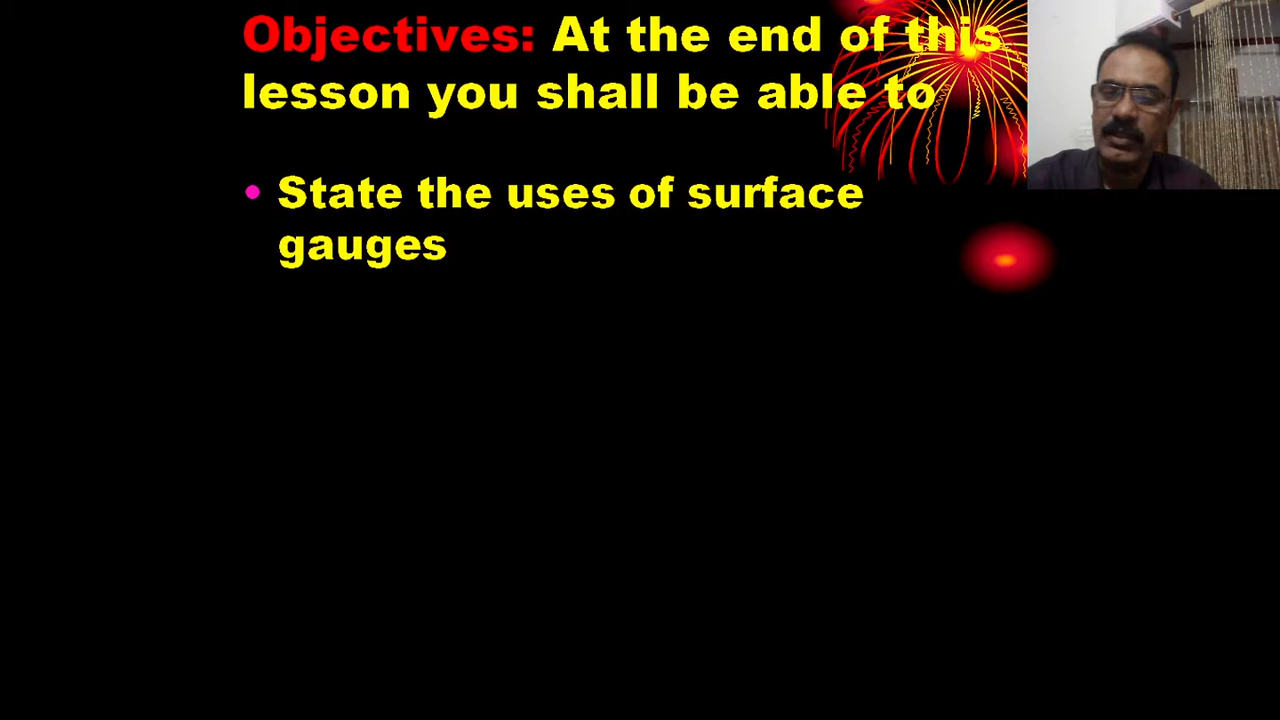 Objectives: At the end of this
lesson you shall be able to
• State the uses of surface
gauges